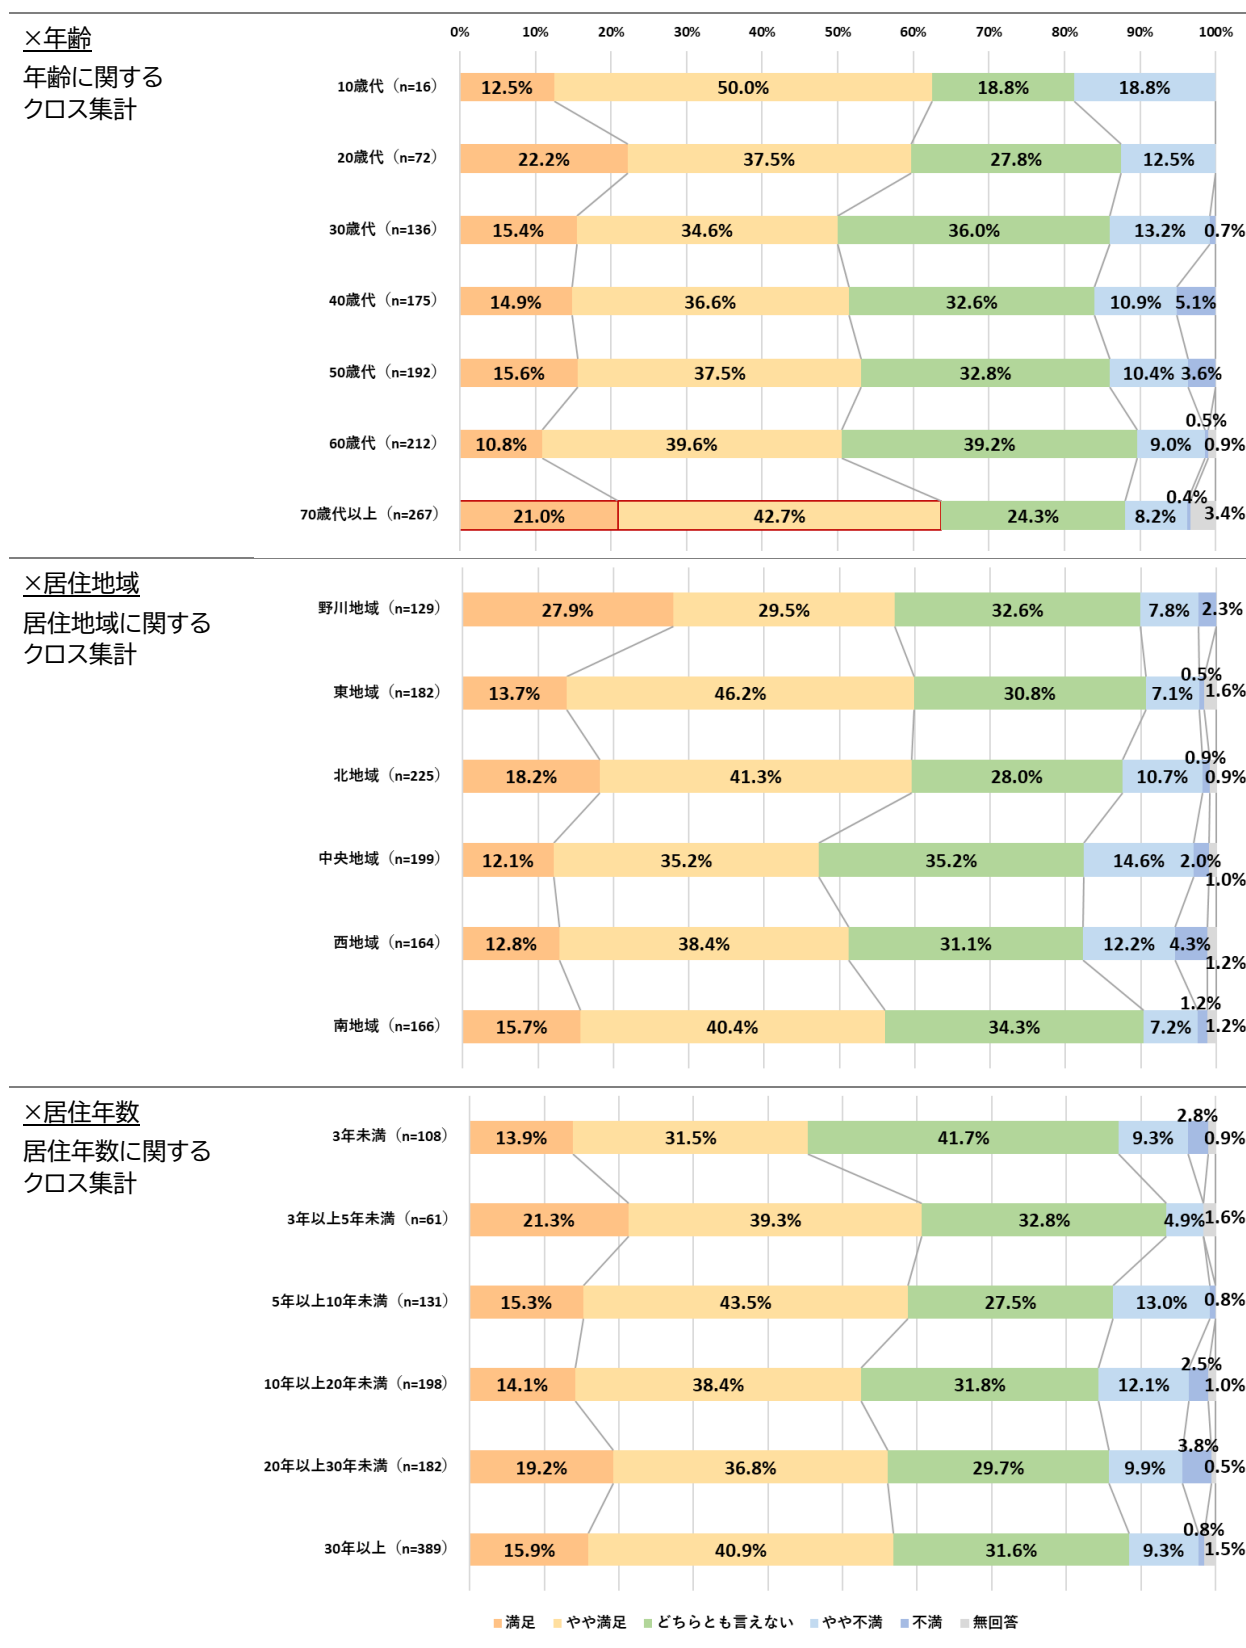 ×年齢
年齢に関する
クロス集計
0% 10% 20% 30% 40% 50% 60% 70% 80% 90% 100%
10歳代（n=16） 12.5% 50.0% 18.8% 18.8%
20歳代（n=72） 22.2% 37.5% 27.8% 12.5%
30歳代（n=136） 15.4% 34.6% 36.0% 13.2% 0.7%
40歳代（n=175） 14.9% 36.6% 32.6% 10.9% 5.1%
50歳代（n=192） 15.6% 37.5% 32.8% 10.4% 3.6%
60歳代（n=212） 10.8% 39.6% 39.2% 9.0% 0.5% 0.9%
70歳代以上（n=267） 21.0% 42.7% 24.3% 8.2% 0.4% 3.4%
×居住地域
居住地域に関する
クロス集計
野川地域（n=129） 27.9% 29.5% 32.6% 7.8% 2.3%
東地域（n=182） 13.7% 46.2% 30.8% 7.1% 0.5% 1.6%
北地域（n=225） 18.2% 41.3% 28.0% 10.7% 0.9% 0.9%
中央地域（n=199） 12.1% 35.2% 35.2% 14.6% 2.0% 1.0%
西地域（n=164） 12.8% 38.4% 31.1% 12.2% 4.3% 1.2%
南地域（n=166） 15.7% 40.4% 34.3% 7.2% 1.2% 1.2%
×居住年数
居住年数に関する
クロス集計
3年未満（n=108） 13.9% 31.5% 41.7% 9.3% 2.8% 0.9%
3年以上5年未満（n=61） 21.3% 39.3% 32.8% 4.9% 1.6%
5年以上10年未満（n=131） 15.3% 43.5% 27.5% 13.0% 0.8%
10年以上20年未満（n=198） 14.1% 38.4% 31.8% 12.1% 2.5% 1.0%
20年以上30年未満（n=182） 19.2% 36.8% 29.7% 9.9% 3.8% 0.5%
30年以上（n=389） 15.9% 40.9% 31.6% 9.3% 0.8% 1.5%
満足 やや満足 どちらとも言えない やや不満 不満 無回答